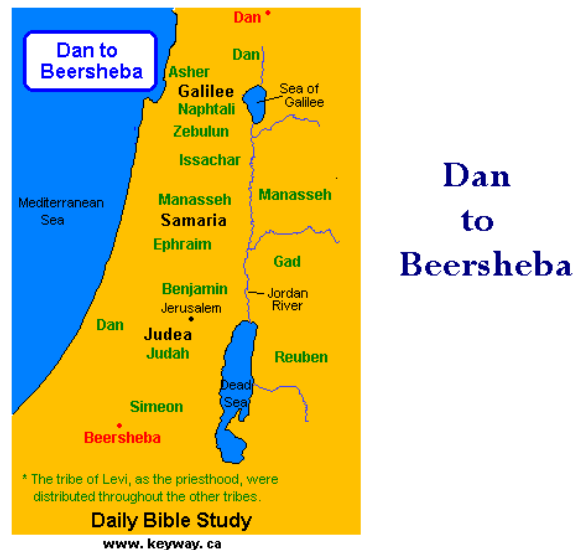 Dan
Dan to
Beersheba
Dan
Asher
Galilee
Sea of
Galilee
Naphtali
Zebulun
Issachar
Manasseh
Manasseh
Mediterranean
Sea
Samaria
Ephraim
Gad
Benjamin
Jordan
River
Jerusalem
Dan
Judea
Judah
Reuben
Dead
Sea
Simeon
Beersheba
* The tribe of Levi, as the priesthood, were
distributed throughout the other tribes.
Daily Bible Study
www. keyway. ca
Dan
to
Beersheba